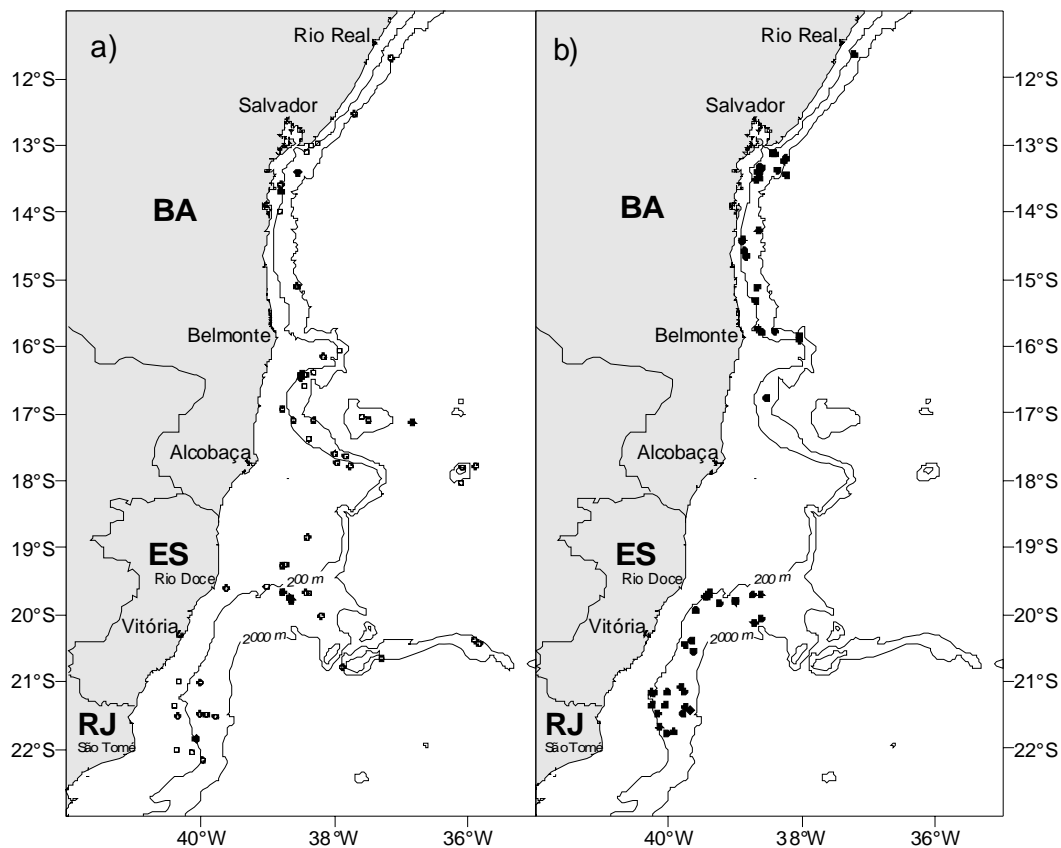 a)
Rio Real
12°S
Salvador
13°S
BA
14°S
15°S
Belmonte
16°S
17°S
Alcobaça
18°S
19°S
ES
Rio Doce
200 m
20°S
Vitória
2000 m
21°S
RJ
São Tomé
22°S
40°W 38°W 36°W
b)
Rio Real
12°S
Salvador
13°S
BA
14°S
15°S
Belmonte
16°S
17°S
Alcobaça
18°S
19°S
ES
Rio Doce
200 m
20°S
Vitória
2000 m
21°S
RJ
São Tomé
22°S
40°W 38°W 36°W